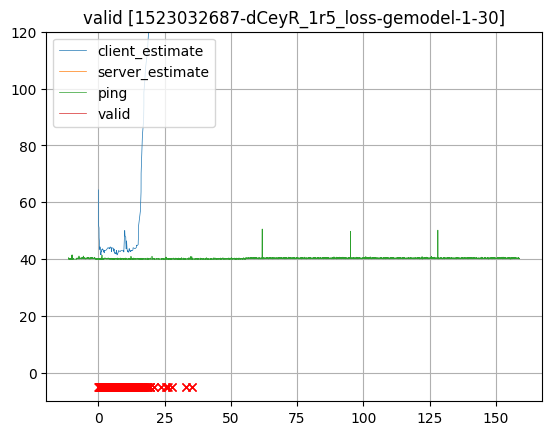 valid [1523032687-dCeyR_1r5_loss-gemodel-1-30]
client_estimate
server_estimate
ping
valid
120
100
80
60
40
20
0
0
25
50
75
100
125
150